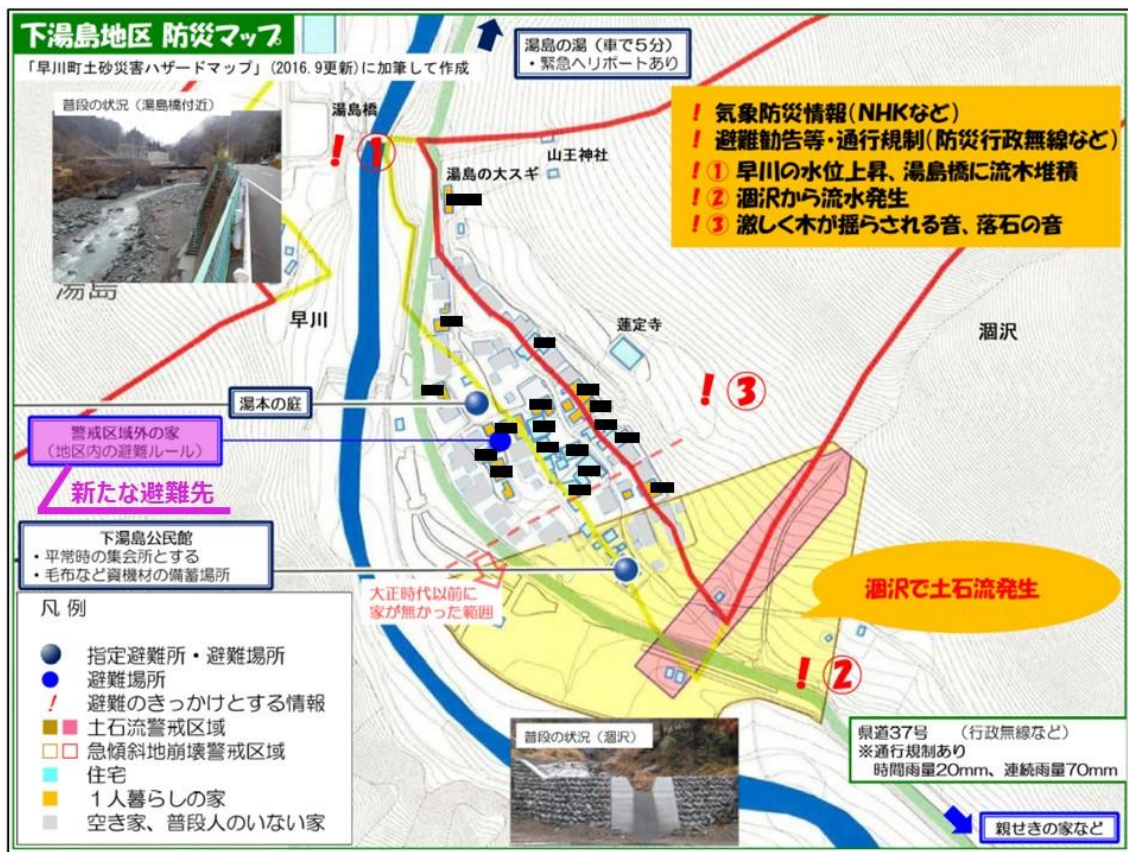 下湯島地区 防災マップ
「早川町土砂災害ハザードマップ」(2016.9更新)に加筆して作成
湯島の湯（車で５分）
・緊急ヘリポートあり
普段の状況（湯島橋付近）
湯島橋
！①
山王神社
湯島の大スギ
！ 気象防災情報(NHKなど)
！ 避難勧告等・通行規制(防災行政無線など)
！① 早川の水位上昇、湯島橋に流木堆積
！② 涸沢から流水発生
！③ 激しく木が揺らされる音、落石の音
湯島
早川
蓮定寺
涸沢
！③
湯本の庭
警戒区域外の家
（地区内の避難ルール）
新たな避難先
下湯島公民館
・平常時の集会所とする
・毛布など資機材の備蓄場所
大正時代以前に
家が無かった範囲
涸沢で土石流発生
！②
凡 例
指定避難所・避難場所
避難場所
！ 避難のきっかけとする情報
土石流警戒区域
急傾斜地崩壊警戒区域
住宅
１人暮らしの家
空き家、普段人のいない家
普段の状況（涸沢）
県道37号 （行政無線など）
※通行規制あり
時間雨量20mm、連続雨量70mm
親せきの家など